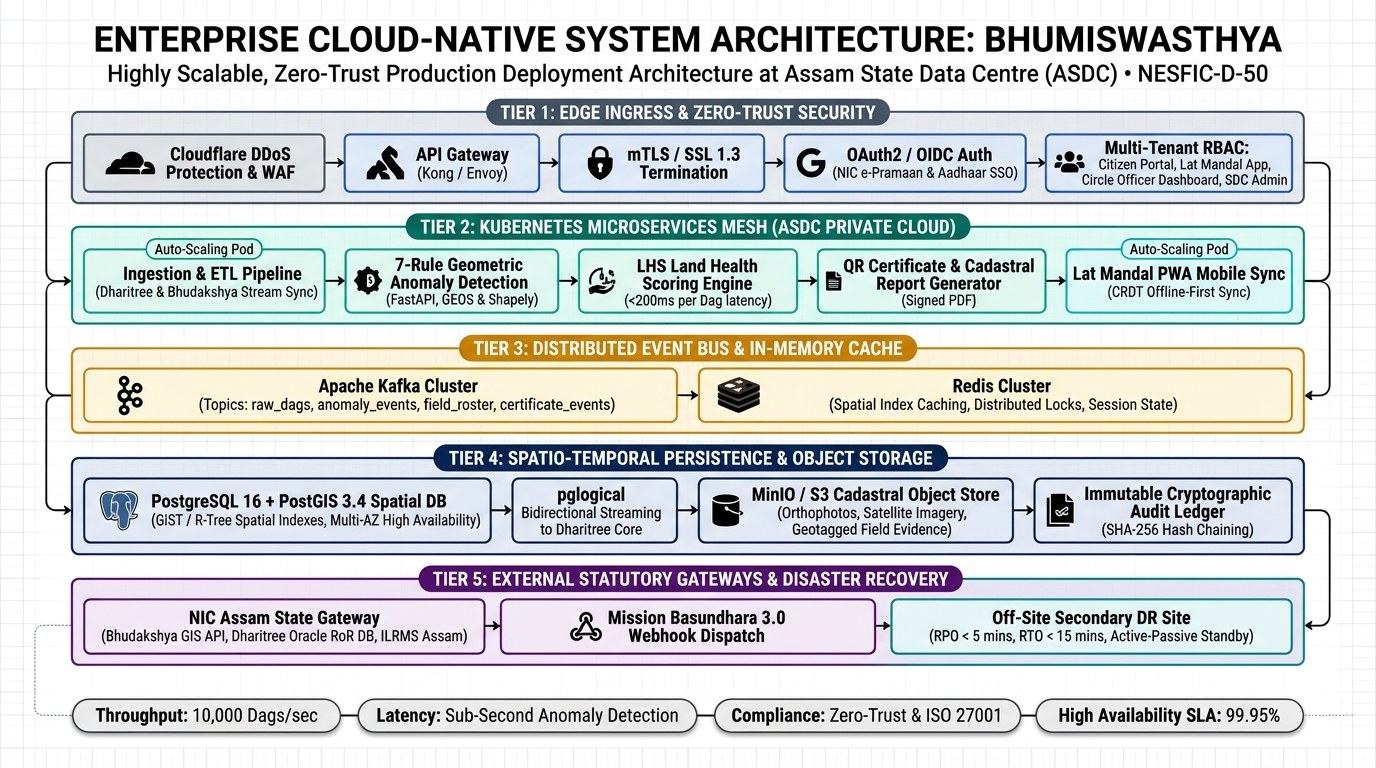 ENTERPRISE CLOUD-NATIVE SYSTEM ARCHITECTURE: BHUMISWASTHYA
Highly Scalable, Zero-Trust Production Deployment Architecture at Assam State Data Centre (ASDC) • NESFIC-D-50
TIER 1: EDGE INGRESS & ZERO-TRUST SECURITY
Cloudflare DDoS
Protection & WAF
API Gateway
(Kong / Envoy)
mTLS / SSL 1.3
Termination
OAuth2 / OIDC Auth
(NIC e-Pramaan & Aadhaar SSO)
Multi-Tenant RBAC:
Citizen Portal, Lat Mandal App,
Circle Officer Dashboard, SDC Admin
TIER 2: KUBERNETES MICROSERVICES MESH (ASDC PRIVATE CLOUD)
Auto-Scaling Pod
Ingestion & ETL Pipeline
(Dharitree & Bhudakshya Stream Sync)
7-Rule Geometric
Anomaly Detection
(FastAPI, GEOS & Shapely)
LHS Land Health
Scoring Engine
(<200ms per Dag latency)
QR Certificate & Cadastral
Report Generator
(Signed PDF)
Auto-Scaling Pod
Lat Mandal PWA Mobile Sync
(CRDT Offline-First Sync)
TIER 3: DISTRIBUTED EVENT BUS & IN-MEMORY CACHE
Apache Kafka Cluster
(Topics: raw_dags, anomaly_events, field_roster, certificate_events)
Redis Cluster
(Spatial Index Caching, Distributed Locks, Session State)
TIER 4: SPATIO-TEMPORAL PERSISTENCE & OBJECT STORAGE
PostgreSQL 16 + PostGIS 3.4 Spatial DB
(GIST / R-Tree Spatial Indexes, Multi-AZ High Availability)
pglogical
Bidirectional Streaming
to Dharitree Core
MinIO / S3 Cadastral Object Store
(Orthophotos, Satellite Imagery,
Geotagged Field Evidence)
Immutable Cryptographic
Audit Ledger
(SHA-256 Hash Chaining)
TIER 5: EXTERNAL STATUTORY GATEWAYS & DISASTER RECOVERY
NIC Assam State Gateway
(Bhudakshya GIS API, Dharitree Oracle RoR DB, ILRMS Assam)
Mission Basundhara 3.0
Webhook Dispatch
Off-Site Secondary DR Site
(RPO < 5 mins, RTO < 15 mins, Active-Passive Standby)
Throughput: 10,000 Dags/sec
Latency: Sub-Second Anomaly Detection
Compliance: Zero-Trust & ISO 27001
High Availability SLA: 99.95%